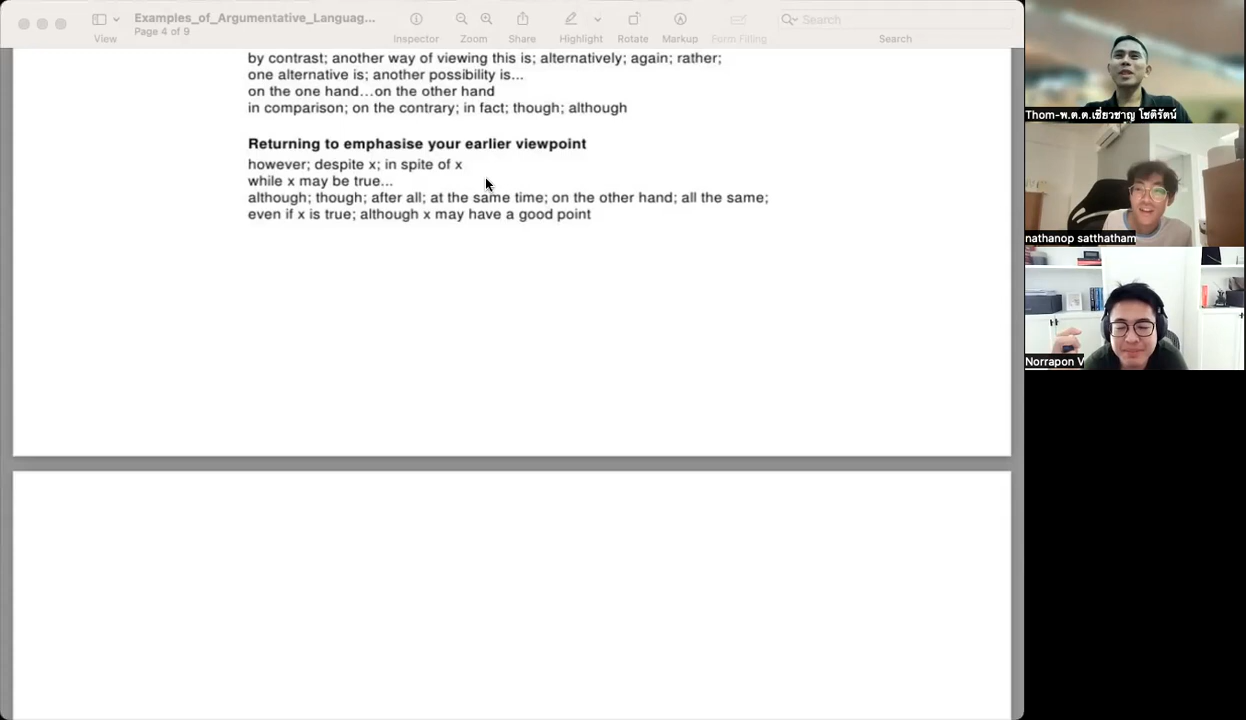 Examples_of_Argumentative_Languag...
Page 4 of 9
View
Inspector
Zoom
Share
Highlight
Rotate
Markup
Form Filling
Search
Search
by contrast; another way of viewing this is; alternatively; again; rather;
one alternative is; another possibility is...
on the one hand...on the other hand
in comparison; on the contrary; in fact; though; although
Returning to emphasise your earlier viewpoint
however; despite x; in spite of x
while x may be true...
although; though; after all; at the same time; on the other hand; all the same;
even if x is true; although x may have a good point
Thom-พ.ต.ต.เชี่ยวชาญ โชติรัตน์
nathanop satthatham
Norrapon V